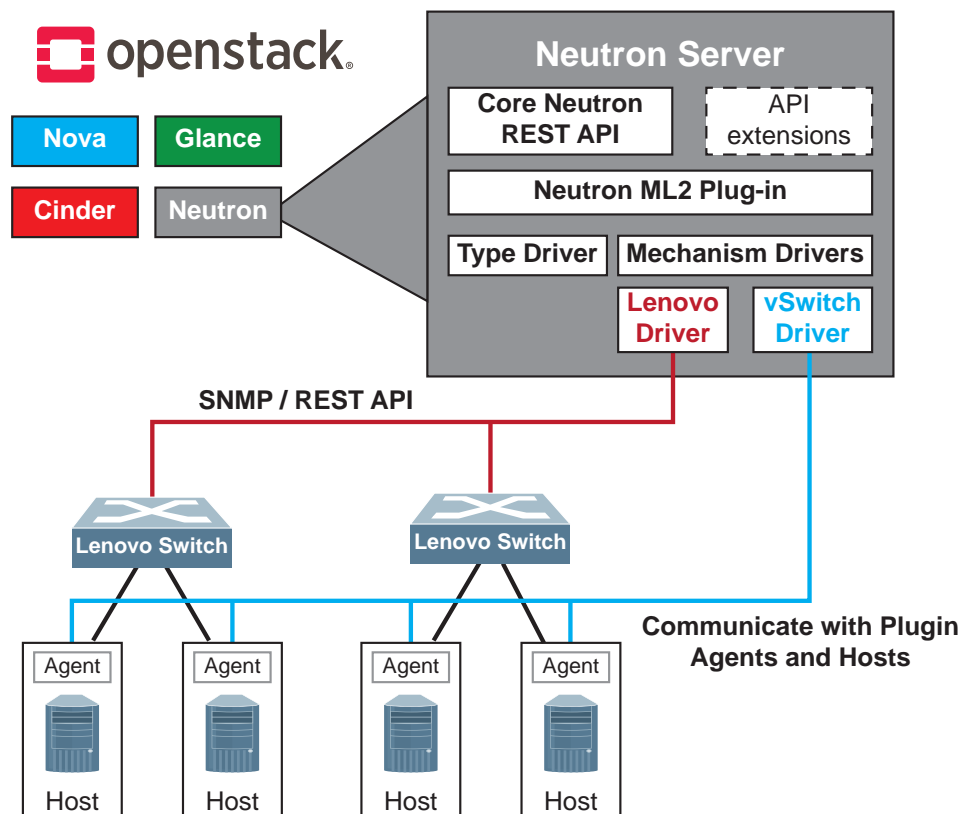 openstack®
Nova
Glance
Cinder
Neutron
Neutron Server
Core Neutron
REST API
API
extensions
Neutron ML2 Plug-in
Type Driver
Mechanism Drivers
Lenovo
Driver
vSwitch
Driver
SNMP / REST API
Lenovo Switch
Lenovo Switch
Communicate with Plugin
Agents and Hosts
Agent
Agent
Agent
Agent
Host
Host
Host
Host